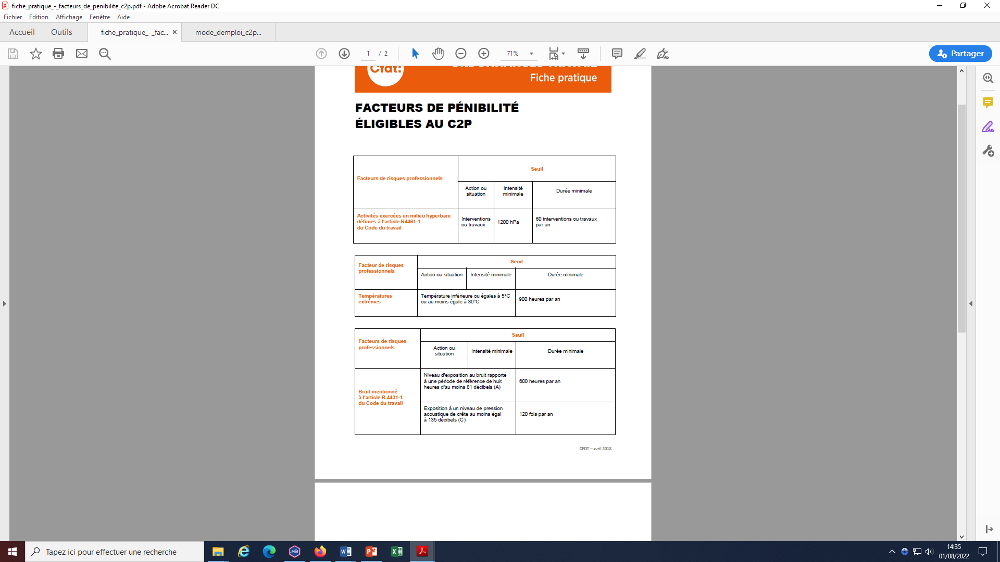 fiche_pratique_-_facteurs_de_penibilite_c2p.pdf - Adobe Acrobat Reader DC
Fichier Edition Affichage Fenêtre Aide
Accueil Outils fiche_pratique_-_fac... × mode_demploi_c2p...
1 / 2 71% Partager
Cfdt: ORDONNANCES TRAVAIL
Fiche pratique
FACTEURS DE PÉNIBILITÉ
ÉLIGIBLES AU C2P
Facteurs de risques professionnels
Seuil
Action ou
situation
Intensité
minimale
Durée minimale
Activités exercées en milieu hyperbare
définies à l'article R4461-1
du Code du travail
Interventions
ou travaux
1200 hPa
60 interventions ou travaux
par an
Facteur de risques
professionnels
Seuil
Action ou situation
Intensité minimale
Durée minimale
Températures
extrêmes
Température inférieure ou égales à 5°C
ou au moins égale à 30°C
900 heures par an
Facteurs de risques
professionnels
Seuil
Action ou
situation
Intensité minimale
Durée minimale
Bruit mentionné
à l'article R.4431-1
du Code du travail
Niveau d'exposition au bruit rapporté
à une période de référence de huit
heures d'au moins 81 décibels (A)
600 heures par an
Exposition à un niveau de pression
acoustique de crête au moins égal
à 135 décibels (C)
120 fois par an
CFDT – avril 2018
Tapez ici pour effectuer une recherche
14:35
01/08/2022